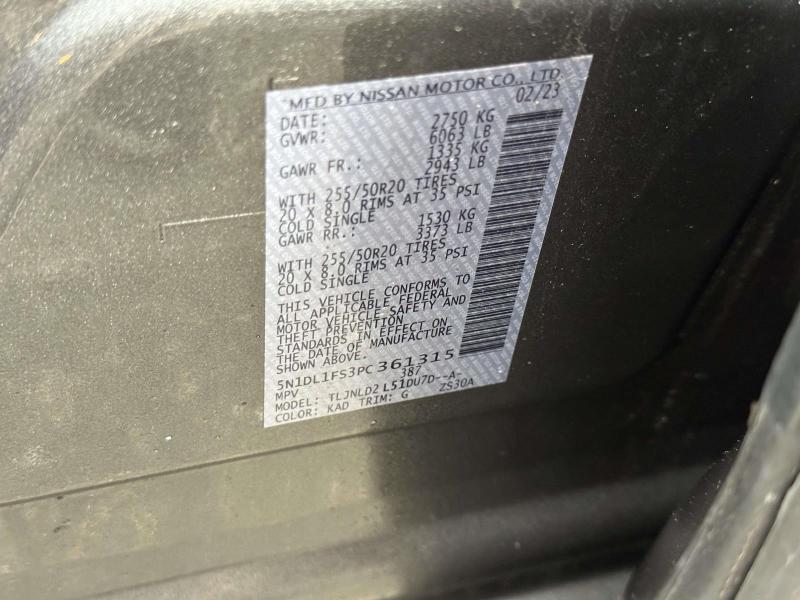 MFD BY NISSAN MOTOR CO., LTD
DATE: 02/23
GVWR: 2750 KG
6063 LB
GAWR FR.: 1335 KG
2943 LB
WITH 255/50R20 TIRES
20 X 8.0 RIMS AT 35 PSI
COLD SINGLE
GAWR RR.: 1530 KG
3373 LB
WITH 255/50R20 TIRES
20 X 8.0 RIMS AT 35 PSI
COLD SINGLE
THIS VEHICLE CONFORMS TO
ALL APPLICABLE FEDERAL
MOTOR VEHICLE SAFETY AND
THEFT PREVENTION
STANDARDS IN EFFECT ON
THE DATE OF MANUFACTURE
SHOWN ABOVE.
5N1DL1FS3PC361315
MPV 387
MODEL: TLJNLD2 L51DU7D--A-
COLOR: KAD TRIM: G ZS30A